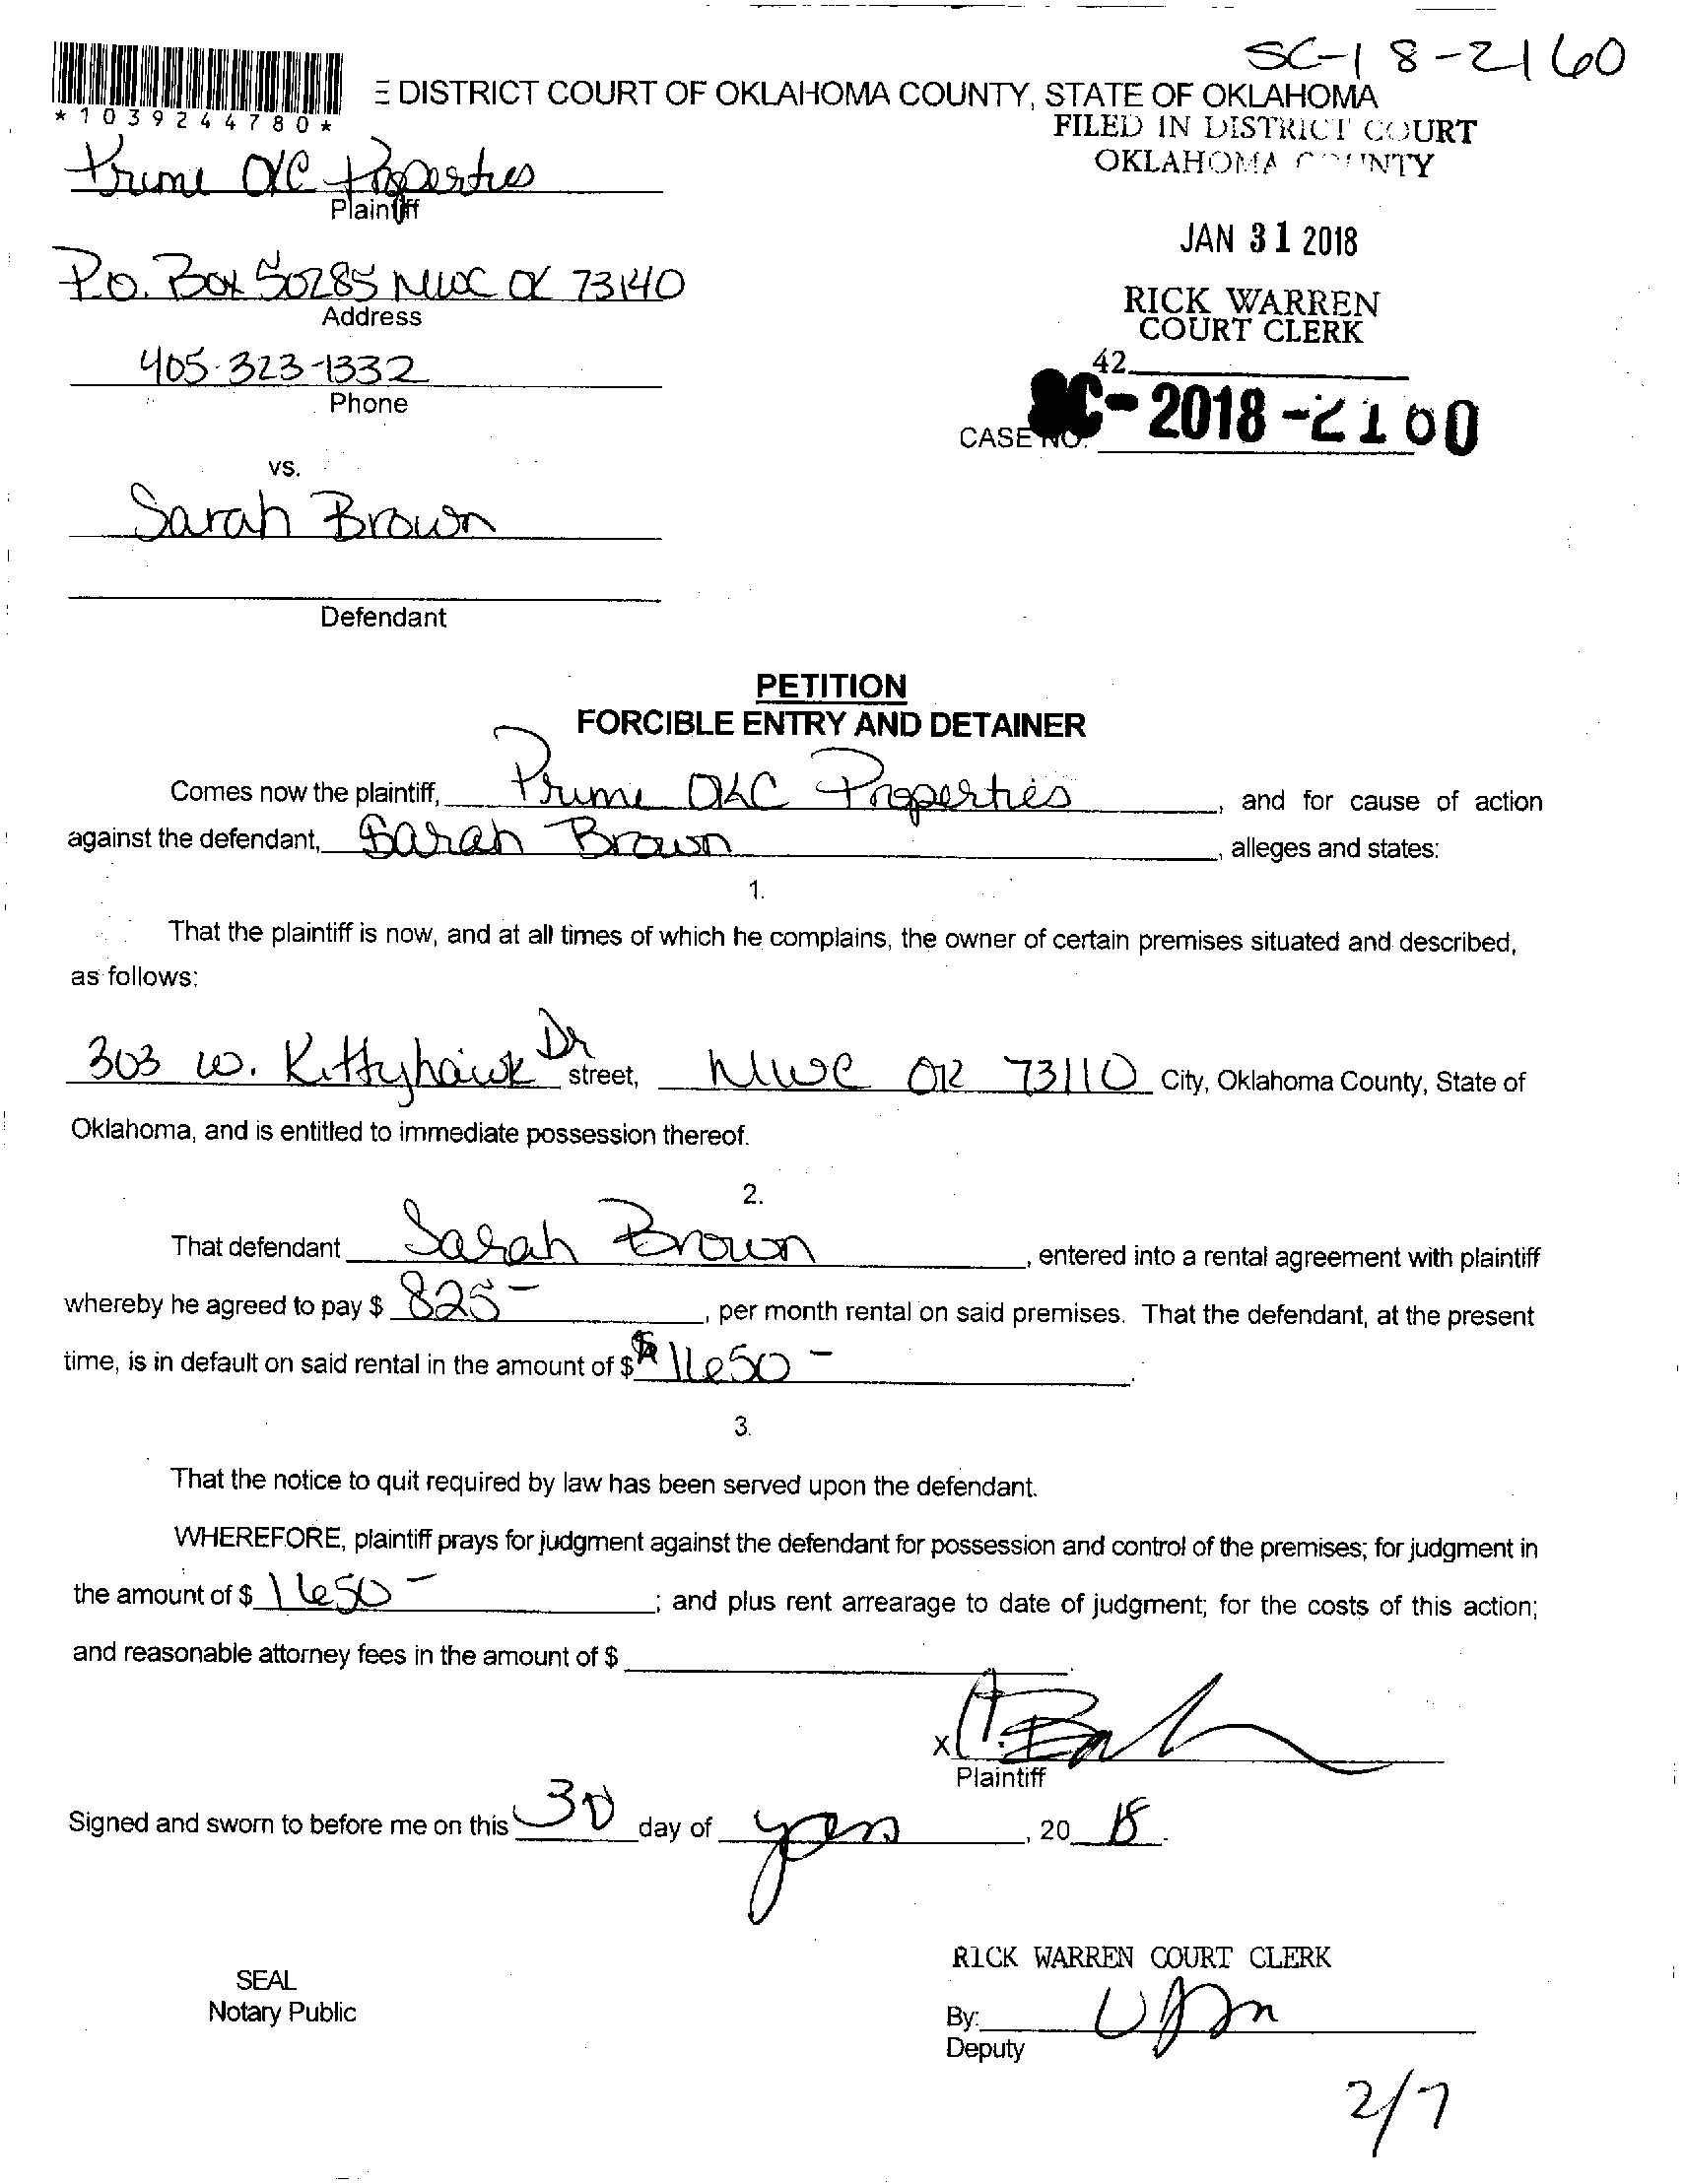 SC-18-2160
*1039244780*
E DISTRICT COURT OF OKLAHOMA COUNTY, STATE OF OKLAHOMA
FILED IN DISTRICT COURT
OKLAHOMA COUNTY
Prime OKC Properties
Plaintiff
JAN 31 2018
P.O. Box 50285 MWC OK 73140
Address
RICK WARREN
COURT CLERK
405-323-1332
Phone
42
CASE NO. SC-2018-2160
vs.
Sarah Brown
Defendant
PETITION
FORCIBLE ENTRY AND DETAINER
Comes now the plaintiff, Prime OKC Properties, and for cause of action
against the defendant, Sarah Brown, alleges and states:
1.
That the plaintiff is now, and at all times of which he complains, the owner of certain premises situated and described,
as follows:
303 W. Kittyhawk Dr street, MWC OK 73110 City, Oklahoma County, State of
Oklahoma, and is entitled to immediate possession thereof.
2.
That defendant Sarah Brown, entered into a rental agreement with plaintiff
whereby he agreed to pay $ 825-, per month rental on said premises. That the defendant, at the present
time, is in default on said rental in the amount of $ 1650-.
3.
That the notice to quit required by law has been served upon the defendant.
WHEREFORE, plaintiff prays for judgment against the defendant for possession and control of the premises; for judgment in
the amount of $ 1650-; and plus rent arrearage to date of judgment; for the costs of this action;
and reasonable attorney fees in the amount of $
X
Plaintiff
Signed and sworn to before me on this 30 day of Jan, 20 18.
RICK WARREN COURT CLERK
SEAL
Notary Public
By:
Deputy
2/7